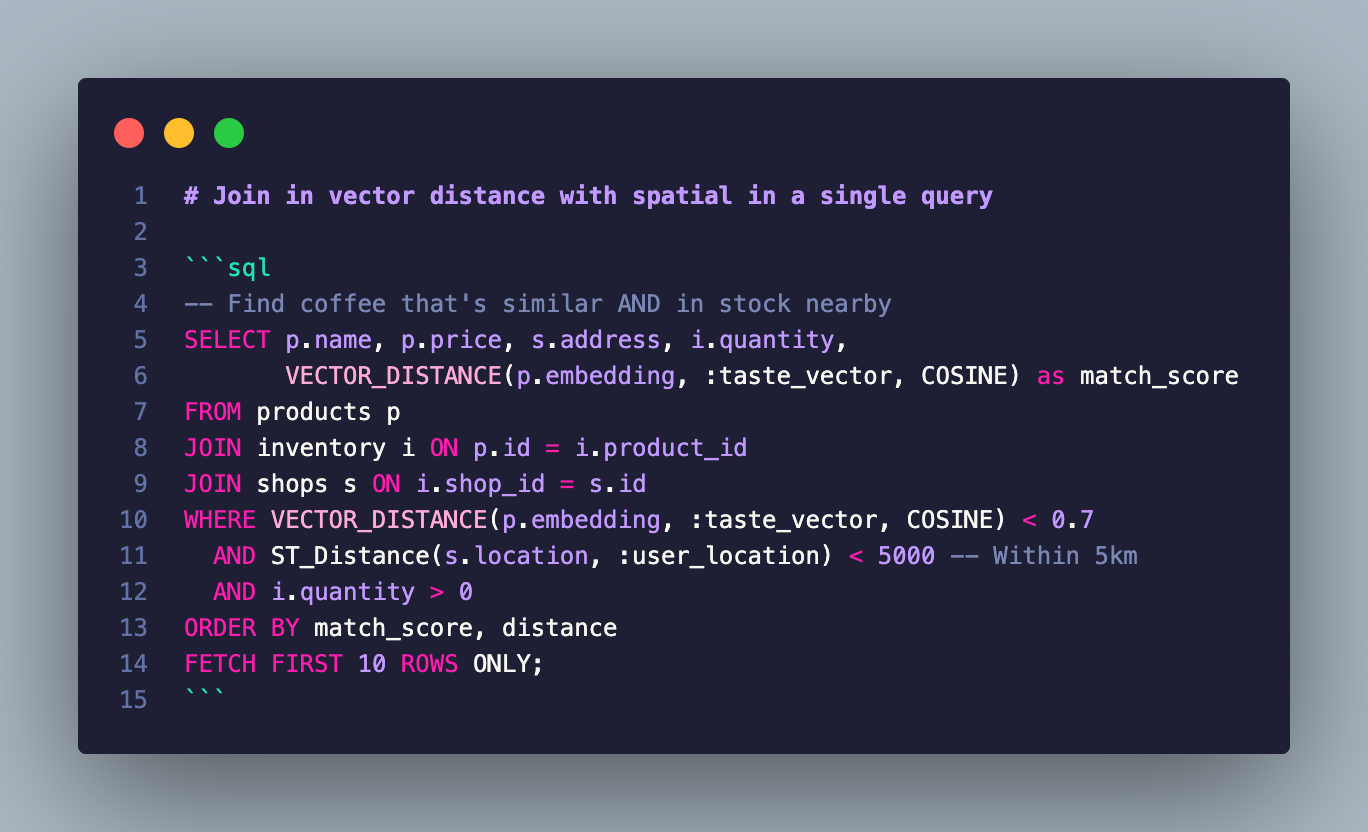 1 # Join in vector distance with spatial in a single query
2
3 ```sql
4 -- Find coffee that's similar AND in stock nearby
5 SELECT p.name, p.price, s.address, i.quantity,
6        VECTOR_DISTANCE(p.embedding, :taste_vector, COSINE) as match_score
7 FROM products p
8 JOIN inventory i ON p.id = i.product_id
9 JOIN shops s ON i.shop_id = s.id
10 WHERE VECTOR_DISTANCE(p.embedding, :taste_vector, COSINE) < 0.7
11   AND ST_Distance(s.location, :user_location) < 5000 -- Within 5km
12   AND i.quantity > 0
13 ORDER BY match_score, distance
14 FETCH FIRST 10 ROWS ONLY;
15 ```